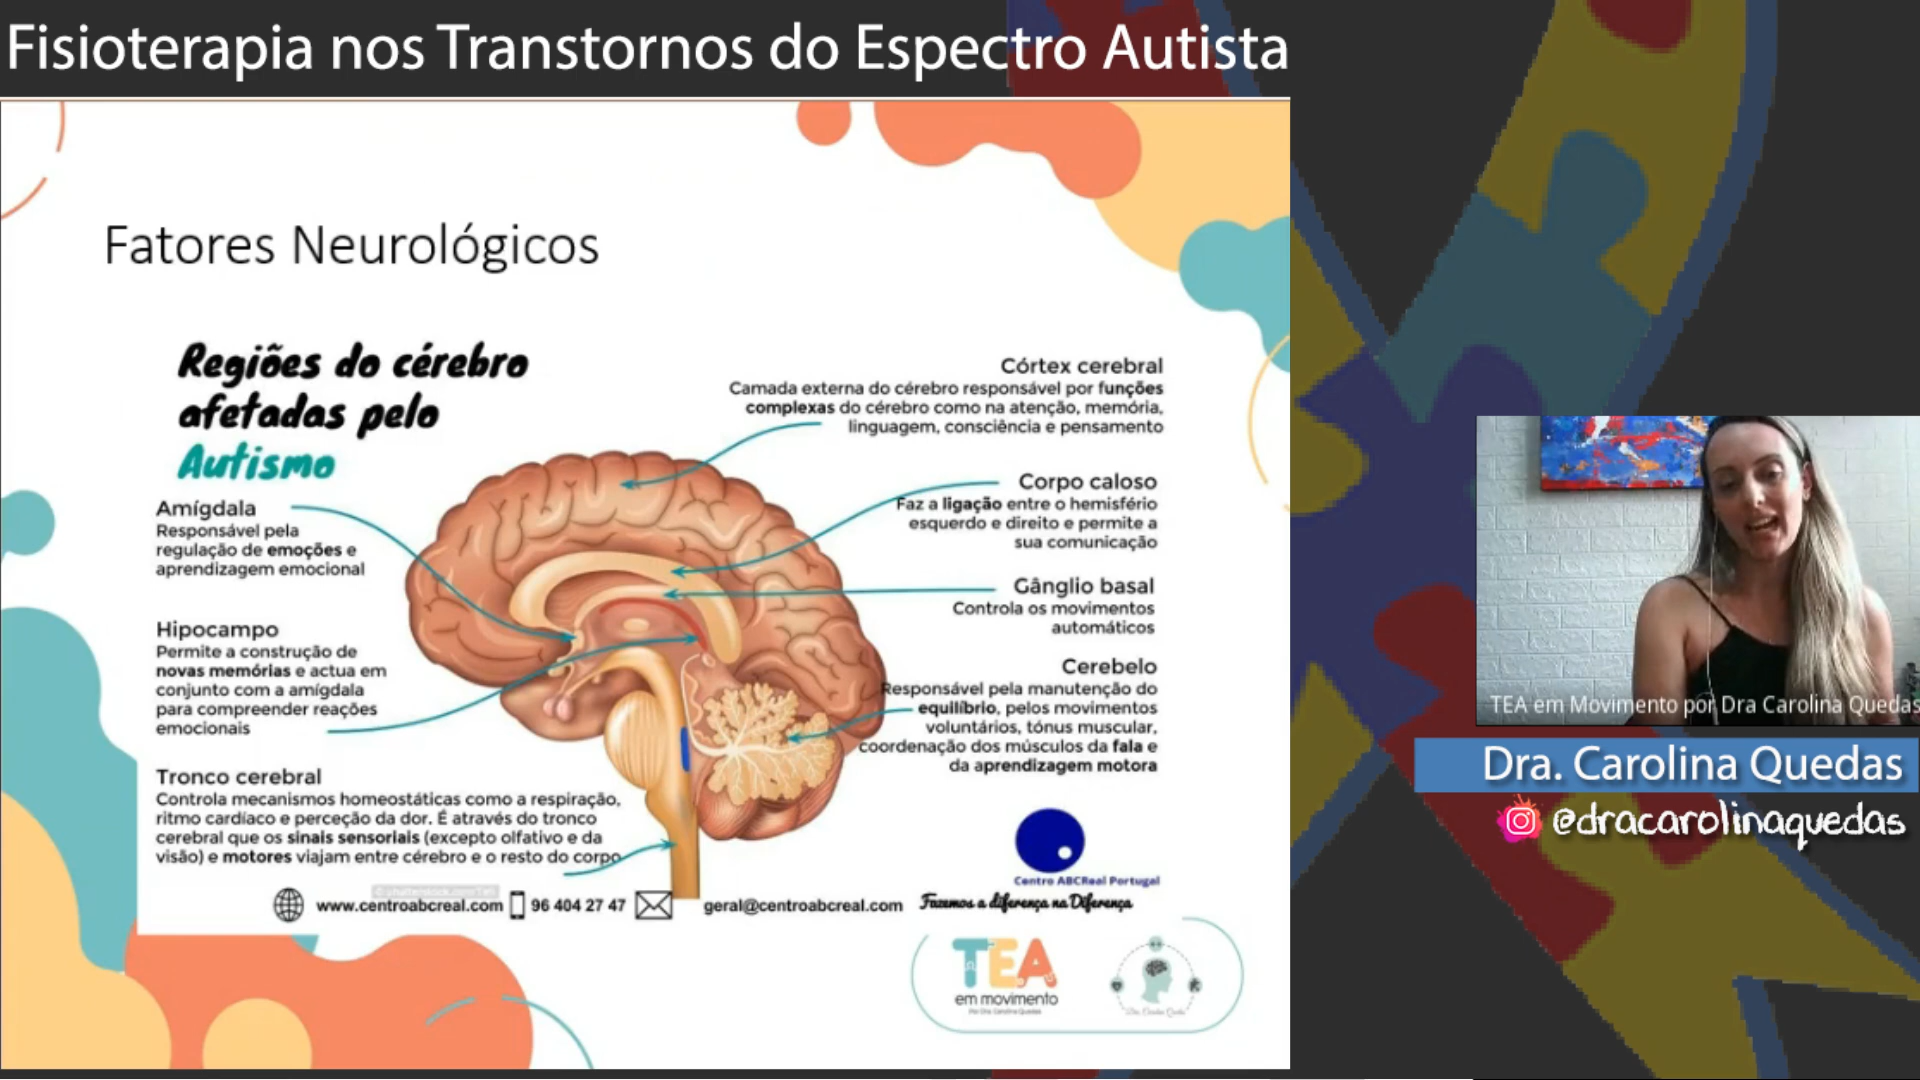 Fisioterapia nos Transtornos do Espectro Autista
Fatores Neurológicos
Regiões do cérebro
afetadas pelo
Autismo
Amígdala
Responsável pela
regulação de emoções e
aprendizagem emocional
Hipocampo
Permite a construção de
novas memórias e actua em
conjunto com a amígdala
para compreender reações
emocionais
Tronco cerebral
Controla mecanismos homeostáticas como a respiração,
ritmo cardíaco e perceção da dor. É através do tronco
cerebral que os sinais sensoriais (excepto olfativo e da
visão) e motores viajam entre cérebro e o resto do corpo
Córtex cerebral
Camada externa do cérebro responsável por funções
complexas do cérebro como na atenção, memória,
linguagem, consciência e pensamento
Corpo caloso
Faz a ligação entre o hemisfério
esquerdo e direito e permite a
sua comunicação
Gânglio basal
Controla os movimentos
automáticos
Cerebelo
Responsável pela manutenção do
equilíbrio, pelos movimentos
voluntários, tónus muscular,
coordenação dos músculos da fala e
da aprendizagem motora
Centro ABCReal Portugal
Fazemos a diferença na Diferença
www.centroabcreal.com 96 404 27 47 geral@centroabcreal.com
TEA
em movimento
Por Dra. Carolina Quedas
TEA em Movimento por Dra Carolina Quedas
Dra. Carolina Quedas
@dracarolinaquedas